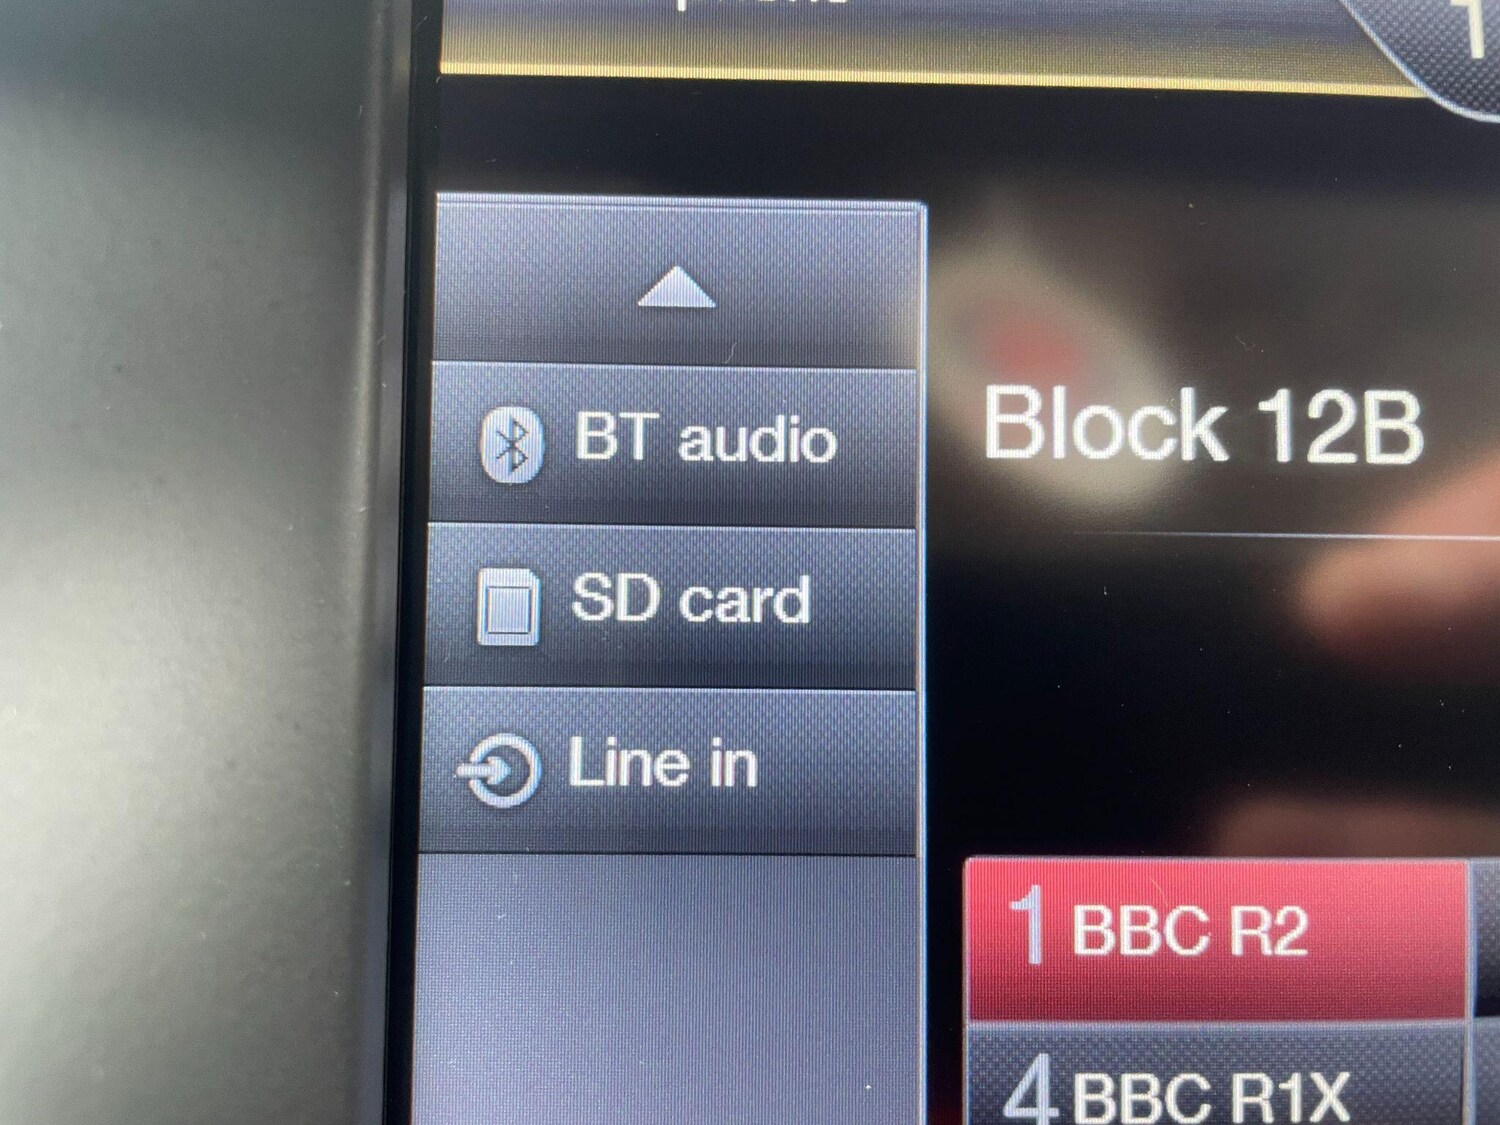 BT audio
SD card
Line in
Block 12B
1 BBC R2
4 BBC R1X